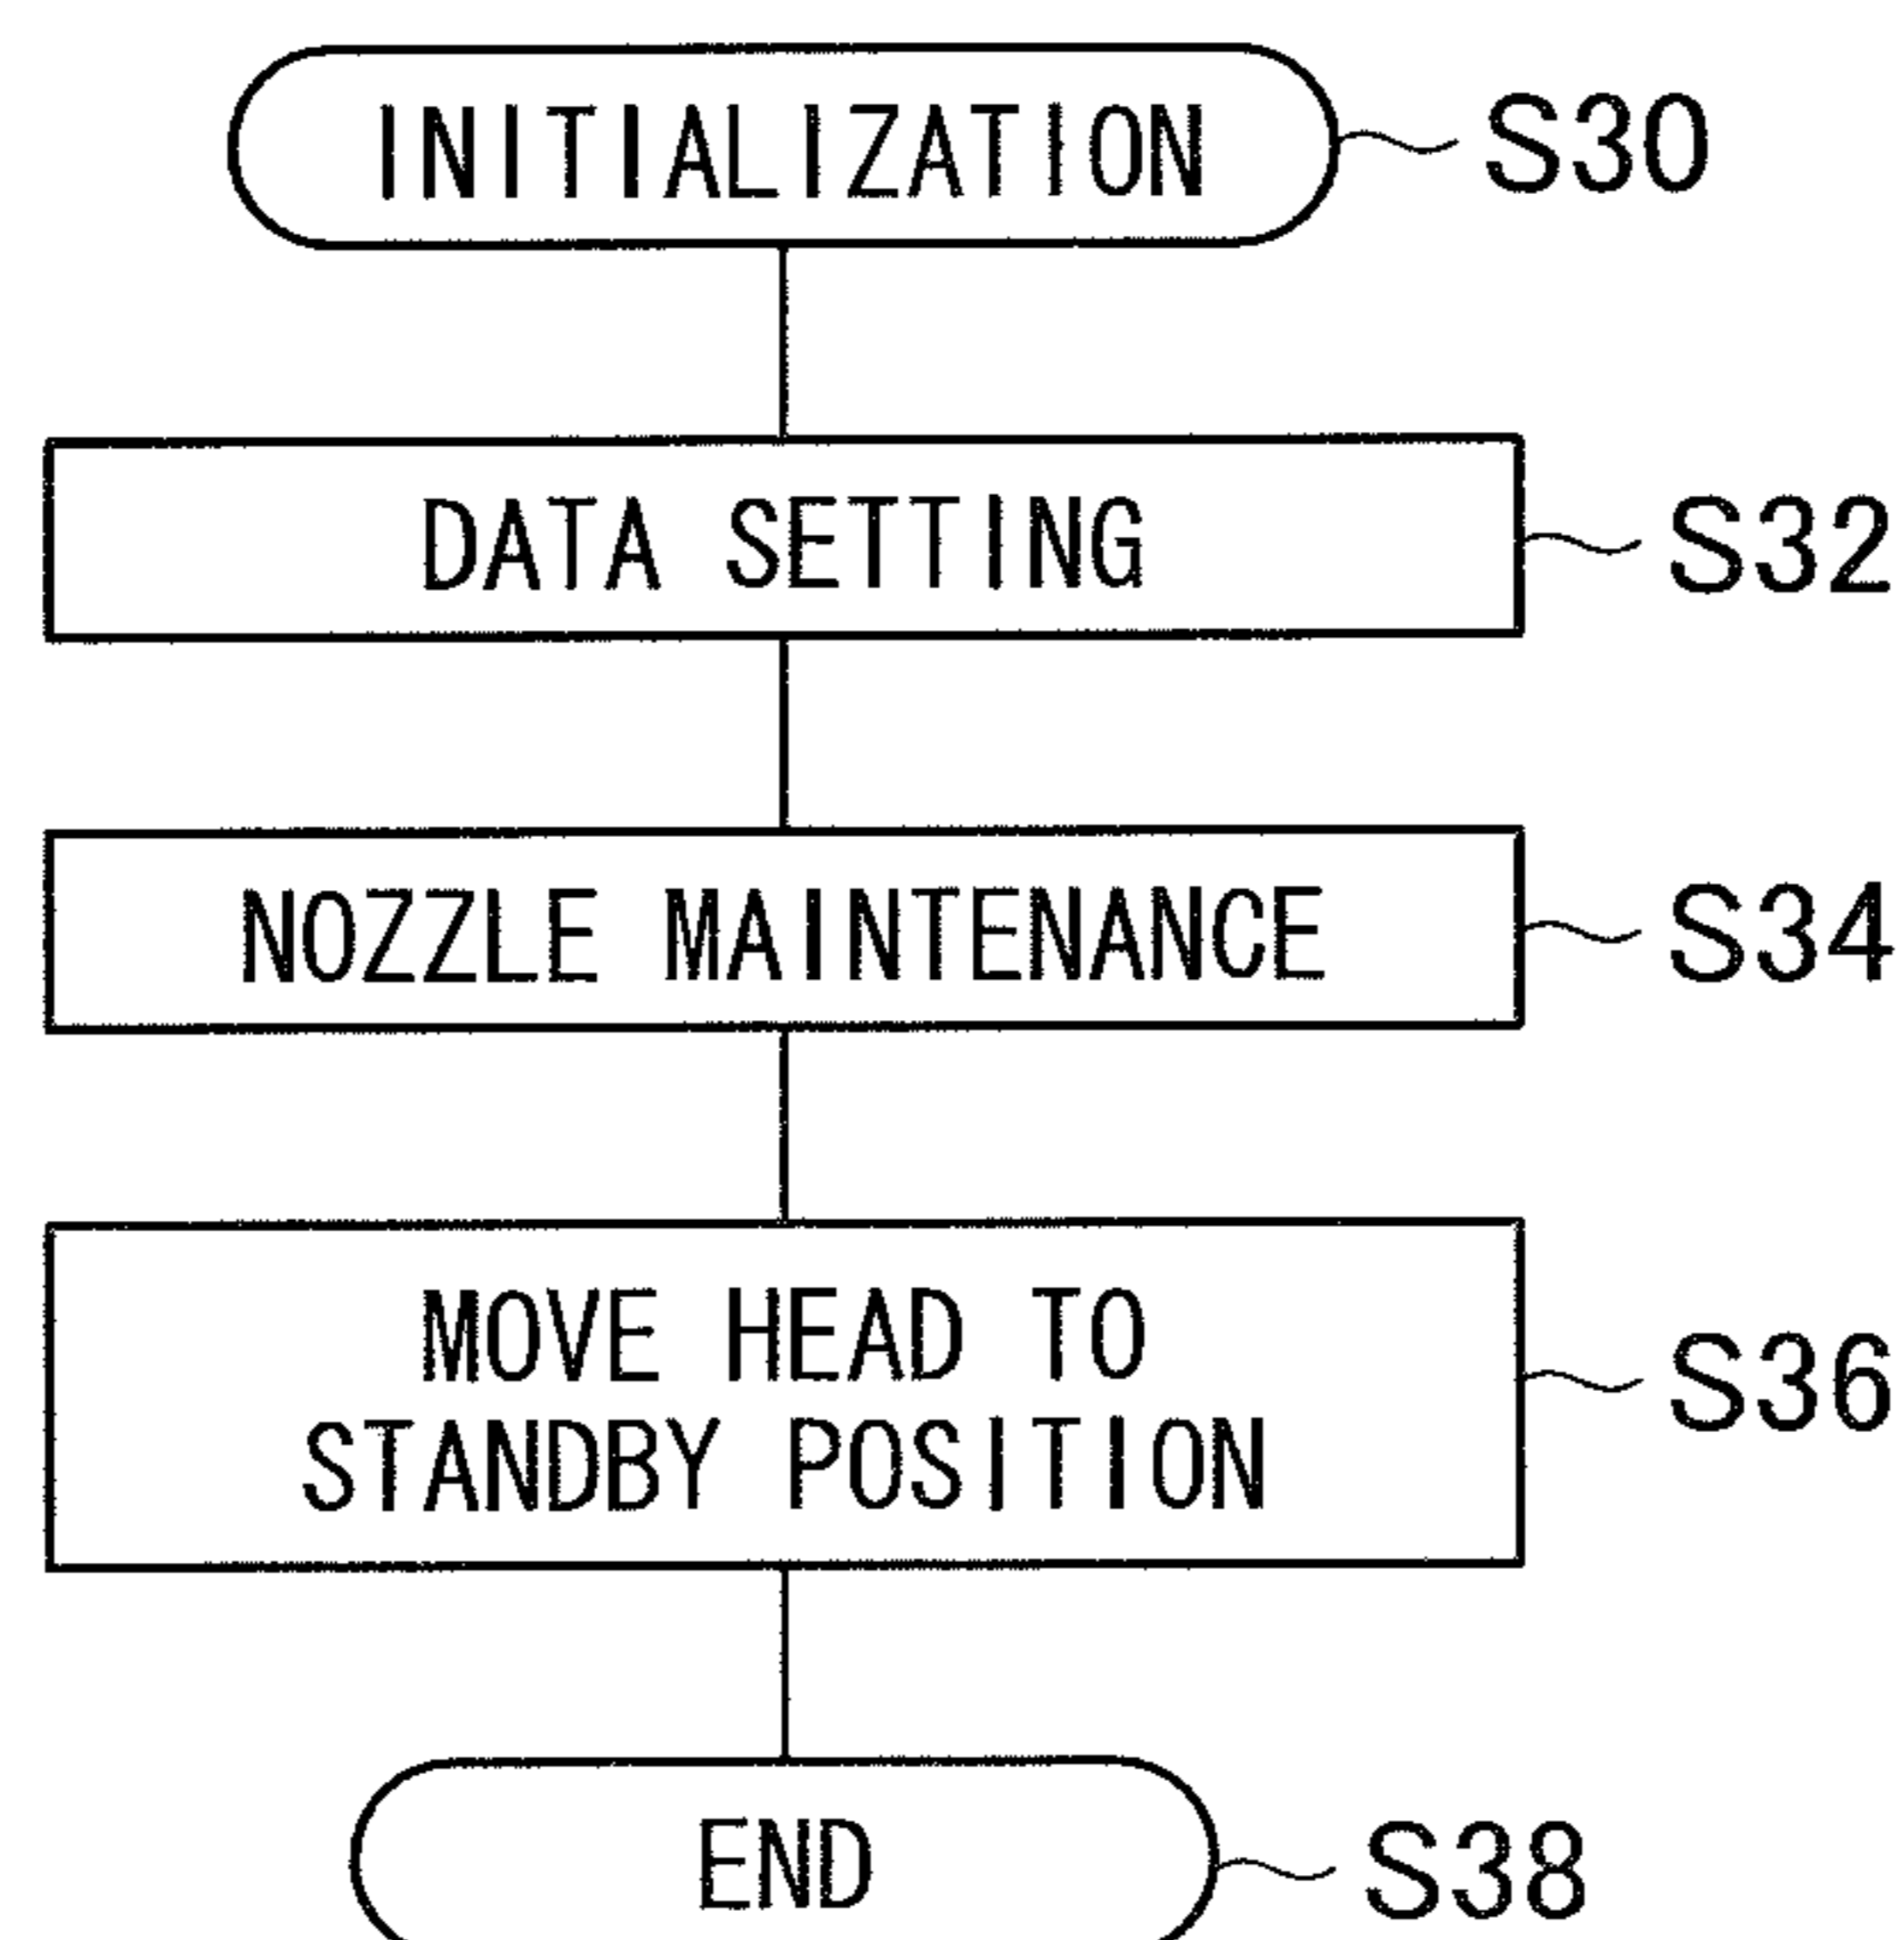 INITIALIZATION S30
DATA SETTING S32
NOZZLE MAINTENANCE S34
MOVE HEAD TO
STANDBY POSITION S36
END S38